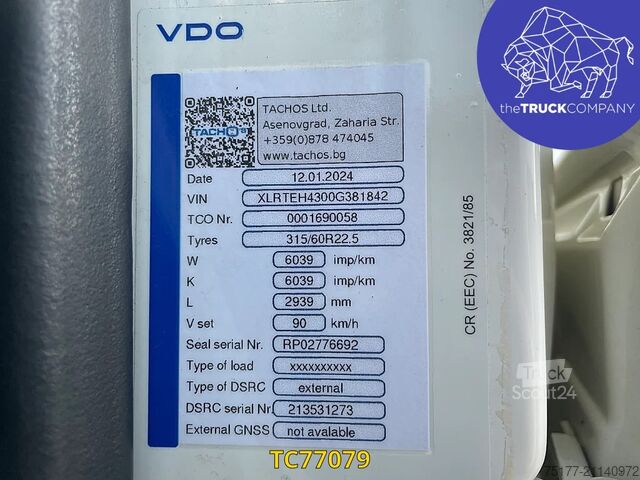 VDO
theTRUCKCOMPANY
TACHOS
TACHOS Ltd.
Asenovgrad, Zaharia Str.
+359(0)878 474045
www.tachos.bg
Date 12.01.2024
VIN XLRTEH4300G381842
TCO Nr. 0001690058
Tyres 315/60R22.5
W 6039 imp/km
K 6039 imp/km
L 2939 mm
V set 90 km/h
Seal serial Nr. RP02776692
Type of load xxxxxxxxxx
Type of DSRC external
DSRC serial Nr. 213531273
External GNSS not avaiable
CR (EEC) No. 3821/85
Truck
Scout24
TC77079
75177-21140972